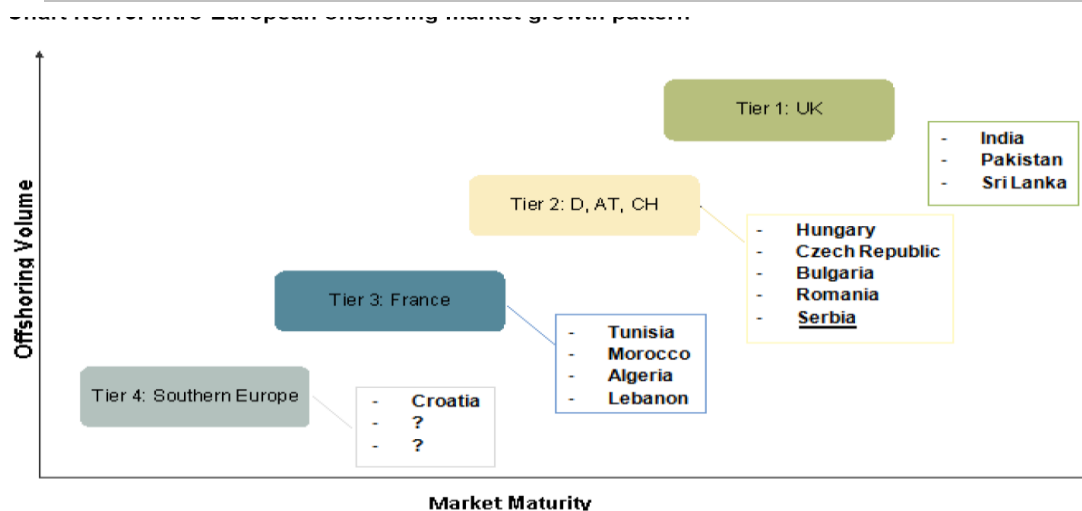 Tier 1: UK
- India
- Pakistan
- Sri Lanka
Tier 2: D, AT, CH
- Hungary
- Czech Republic
- Bulgaria
- Romania
- Serbia
Tier 3: France
- Tunisia
- Morocco
- Algeria
- Lebanon
Tier 4: Southern Europe
- Croatia
- ?
- ?
Offshoring Volume
Market Maturity